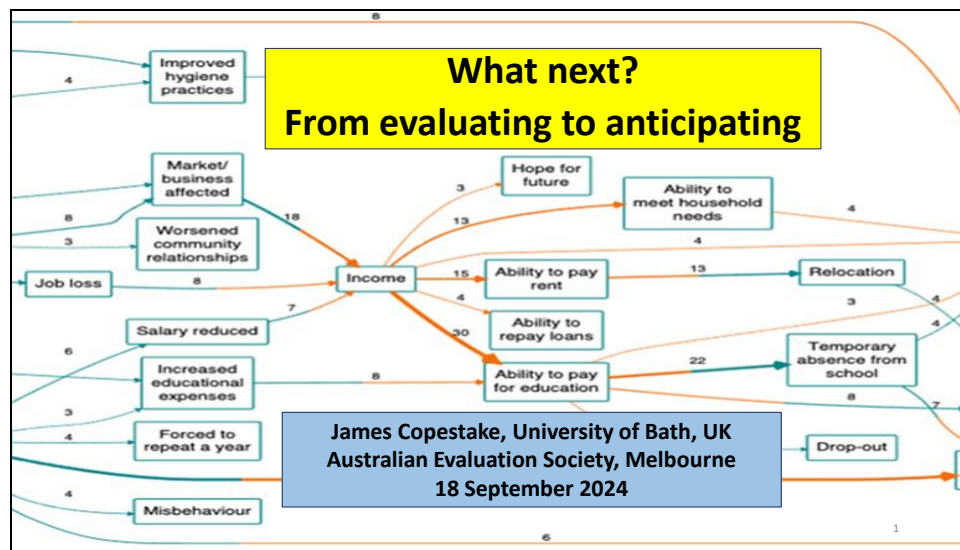 8
What next?
From evaluating to anticipating
Improved
hygiene
practices
4
Market/
business
affected
8
18
Worsened
community
relationships
3
Job loss
8
Income
7
Salary reduced
6
Increased
educational
expenses
8
3
4
Forced to
repeat a year
4
Misbehaviour
Hope for
future
3
13
Ability to
meet household
needs
4
4
15
Ability to pay
rent
13
Relocation
4
Ability to
repay loans
30
Ability to pay
for education
22
Temporary
absence from
school
3
4
4
8
7
Drop-out
James Copestake, University of Bath, UK
Australian Evaluation Society, Melbourne
18 September 2024
6
1